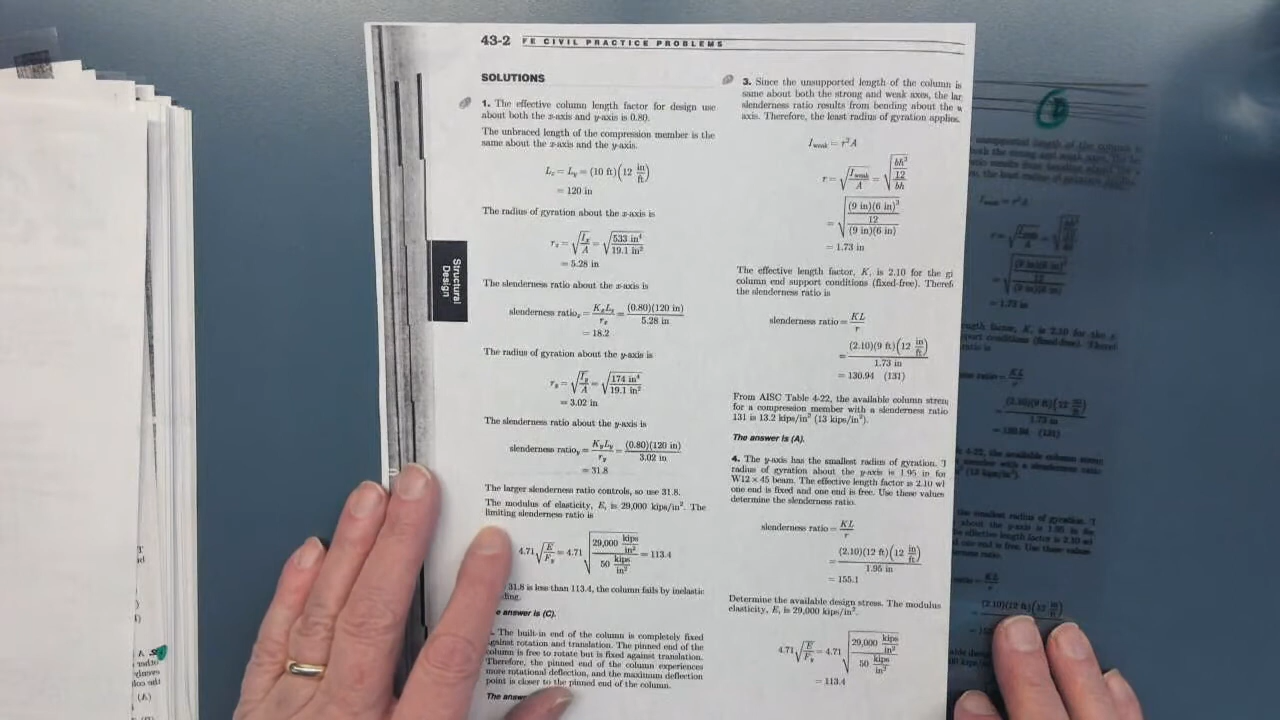 43-2 FE CIVIL PRACTICE PROBLEMS
SOLUTIONS
1. The effective column length factor for design use
about both the x-axis and y-axis is 0.80.
The unbraced length of the compression member is the
same about the x-axis and the y-axis.
Lx = Ly = (10 ft)(12 in/ft)
= 120 in
The radius of gyration about the x-axis is
rx = √(Ix/A) = √(533 in⁴/19.1 in²)
= 5.28 in
The slenderness ratio about the x-axis is
slenderness ratiox = KxLx/rx = (0.80)(120 in)/5.28 in
= 18.2
The radius of gyration about the y-axis is
ry = √(Iy/A) = √(174 in⁴/19.1 in²)
= 3.02 in
The slenderness ratio about the y-axis is
slenderness ratioy = KyLy/ry = (0.80)(120 in)/3.02 in
= 31.8
The larger slenderness ratio controls, so use 31.8.
The modulus of elasticity, E, is 29,000 kips/in². The
limiting slenderness ratio is
4.71√(E/Fy) = 4.71√(29,000 kips/in²/50 kips/in²) = 113.4
31.8 is less than 113.4, the column fails by inelastic
answer is (C).
The built-in end of the column is completely fixed
against rotation and translation. The pinned end of the
column is free to rotate but is fixed against translation.
Therefore, the pinned end of the column experiences
more rotational deflection, and the maximum deflection
point is closer to the pinned end of the column.
The
Structural
Design
3. Since the unsupported length of the column is
same about both the strong and weak axes, the
slenderness ratio results from bending about the
axis. Therefore, the least radius of gyration applies.
Iweak = r²A
r = √(Iweak/A) = √((bh³/12)/bh)
= √(((9 in)(6 in)³/12)/(9 in)(6 in))
= 1.73 in
The effective length factor, K, is 2.10 for the
column end support conditions (fixed-free).
the slenderness ratio is
slenderness ratio = KL/r
= (2.10)(9 ft)(12 in/ft)/1.73 in
= 130.94 (131)
From AISC Table 4-22, the available column
for a compression member with a slenderness ratio
131 is 13.2 kips/in² (13 kips/in²).
The answer is (A).
4. The y-axis has the smallest radius of gyration.
radius of gyration about the y-axis is 1.95 in for
W12 × 45 beam. The effective length factor is 2.10
one end is fixed and one end is free. Use these values
determine the slenderness ratio.
slenderness ratio = KL/r
= (2.10)(12 ft)(12 in/ft)/1.95 in
= 155.1
Determine the available design stress. The modulus
elasticity, E, is 29,000 kips/in².
4.71√(E/Fy) = 4.71√(29,000 kips/in²/50 kips/in²)
= 113.4